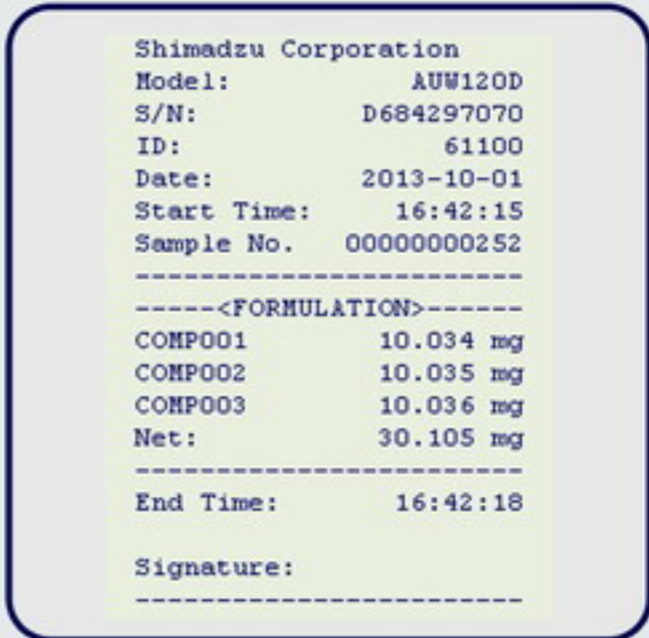 Shimadzu Corporation
Model: AUW120D
S/N: D684297070
ID: 61100
Date: 2013-10-01
Start Time: 16:42:15
Sample No. 00000000252
------------------------
-----<FORMULATION>------
COMP001 10.034 mg
COMP002 10.035 mg
COMP003 10.036 mg
Net: 30.105 mg
------------------------
End Time: 16:42:18
Signature:
------------------------